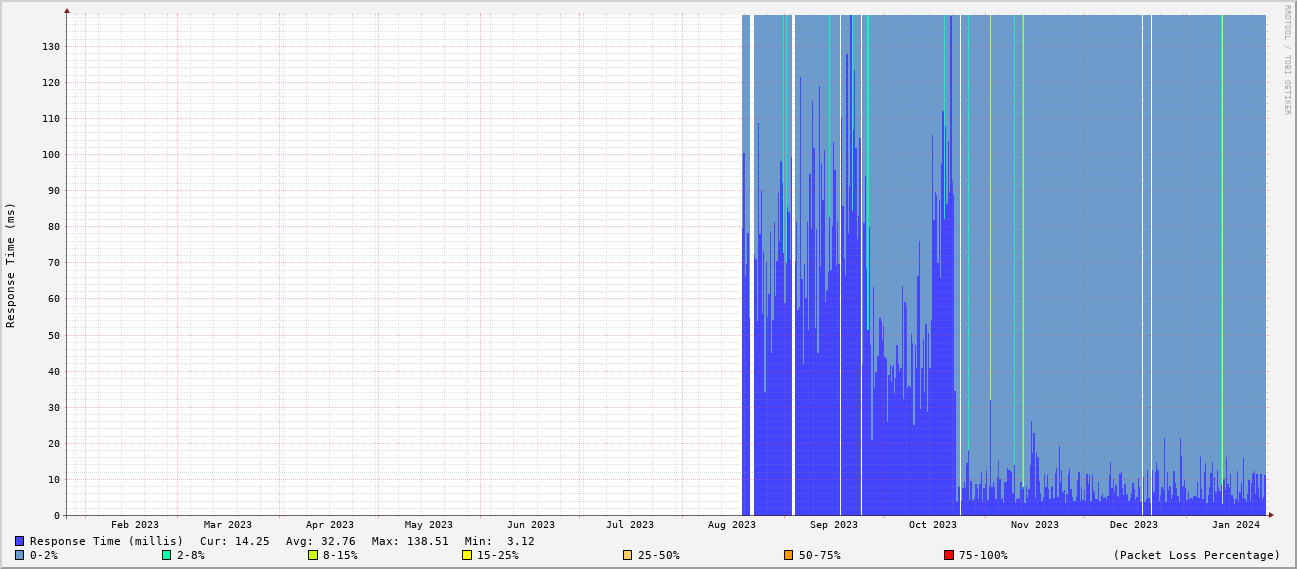 RRDTOOL / TOBI OETIKER
Response Time (ms)
130
120
110
100
90
80
70
60
50
40
30
20
10
0
Feb 2023 Mar 2023 Apr 2023 May 2023 Jun 2023 Jul 2023 Aug 2023 Sep 2023 Oct 2023 Nov 2023 Dec 2023 Jan 2024
Response Time (millis) Cur: 14.25 Avg: 32.76 Max: 138.51 Min: 3.12
0-2% 2-8% 8-15% 15-25% 25-50% 50-75% 75-100% (Packet Loss Percentage)